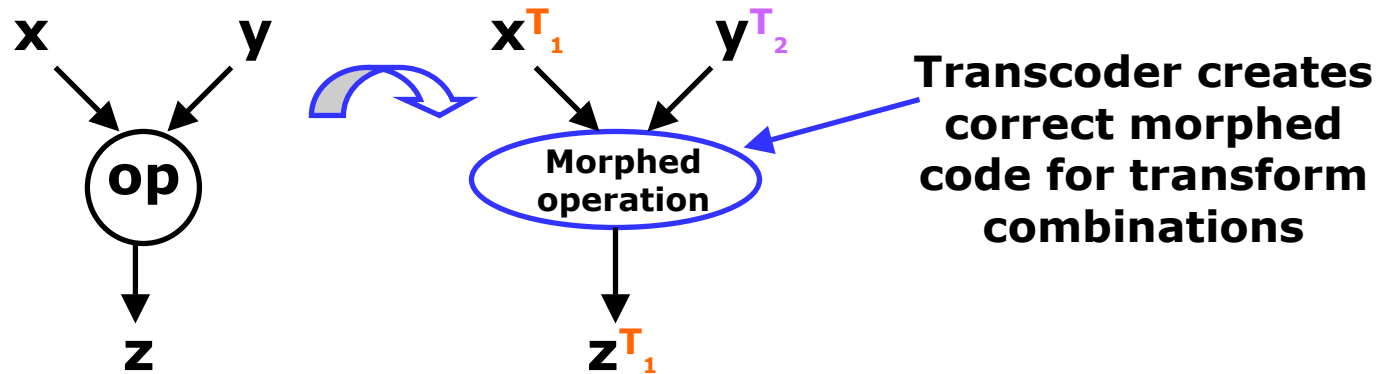 x y
op
z
xT₁ yT₂
Morphed
operation
zT₁
Transcoder creates
correct morphed
code for transform
combinations